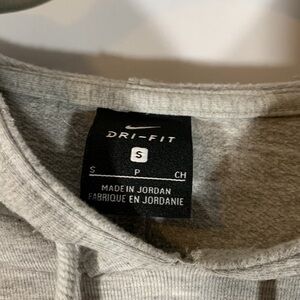 DRI-FIT
S
S P CH
MADE IN JORDAN
FABRIQUE EN JORDANIE